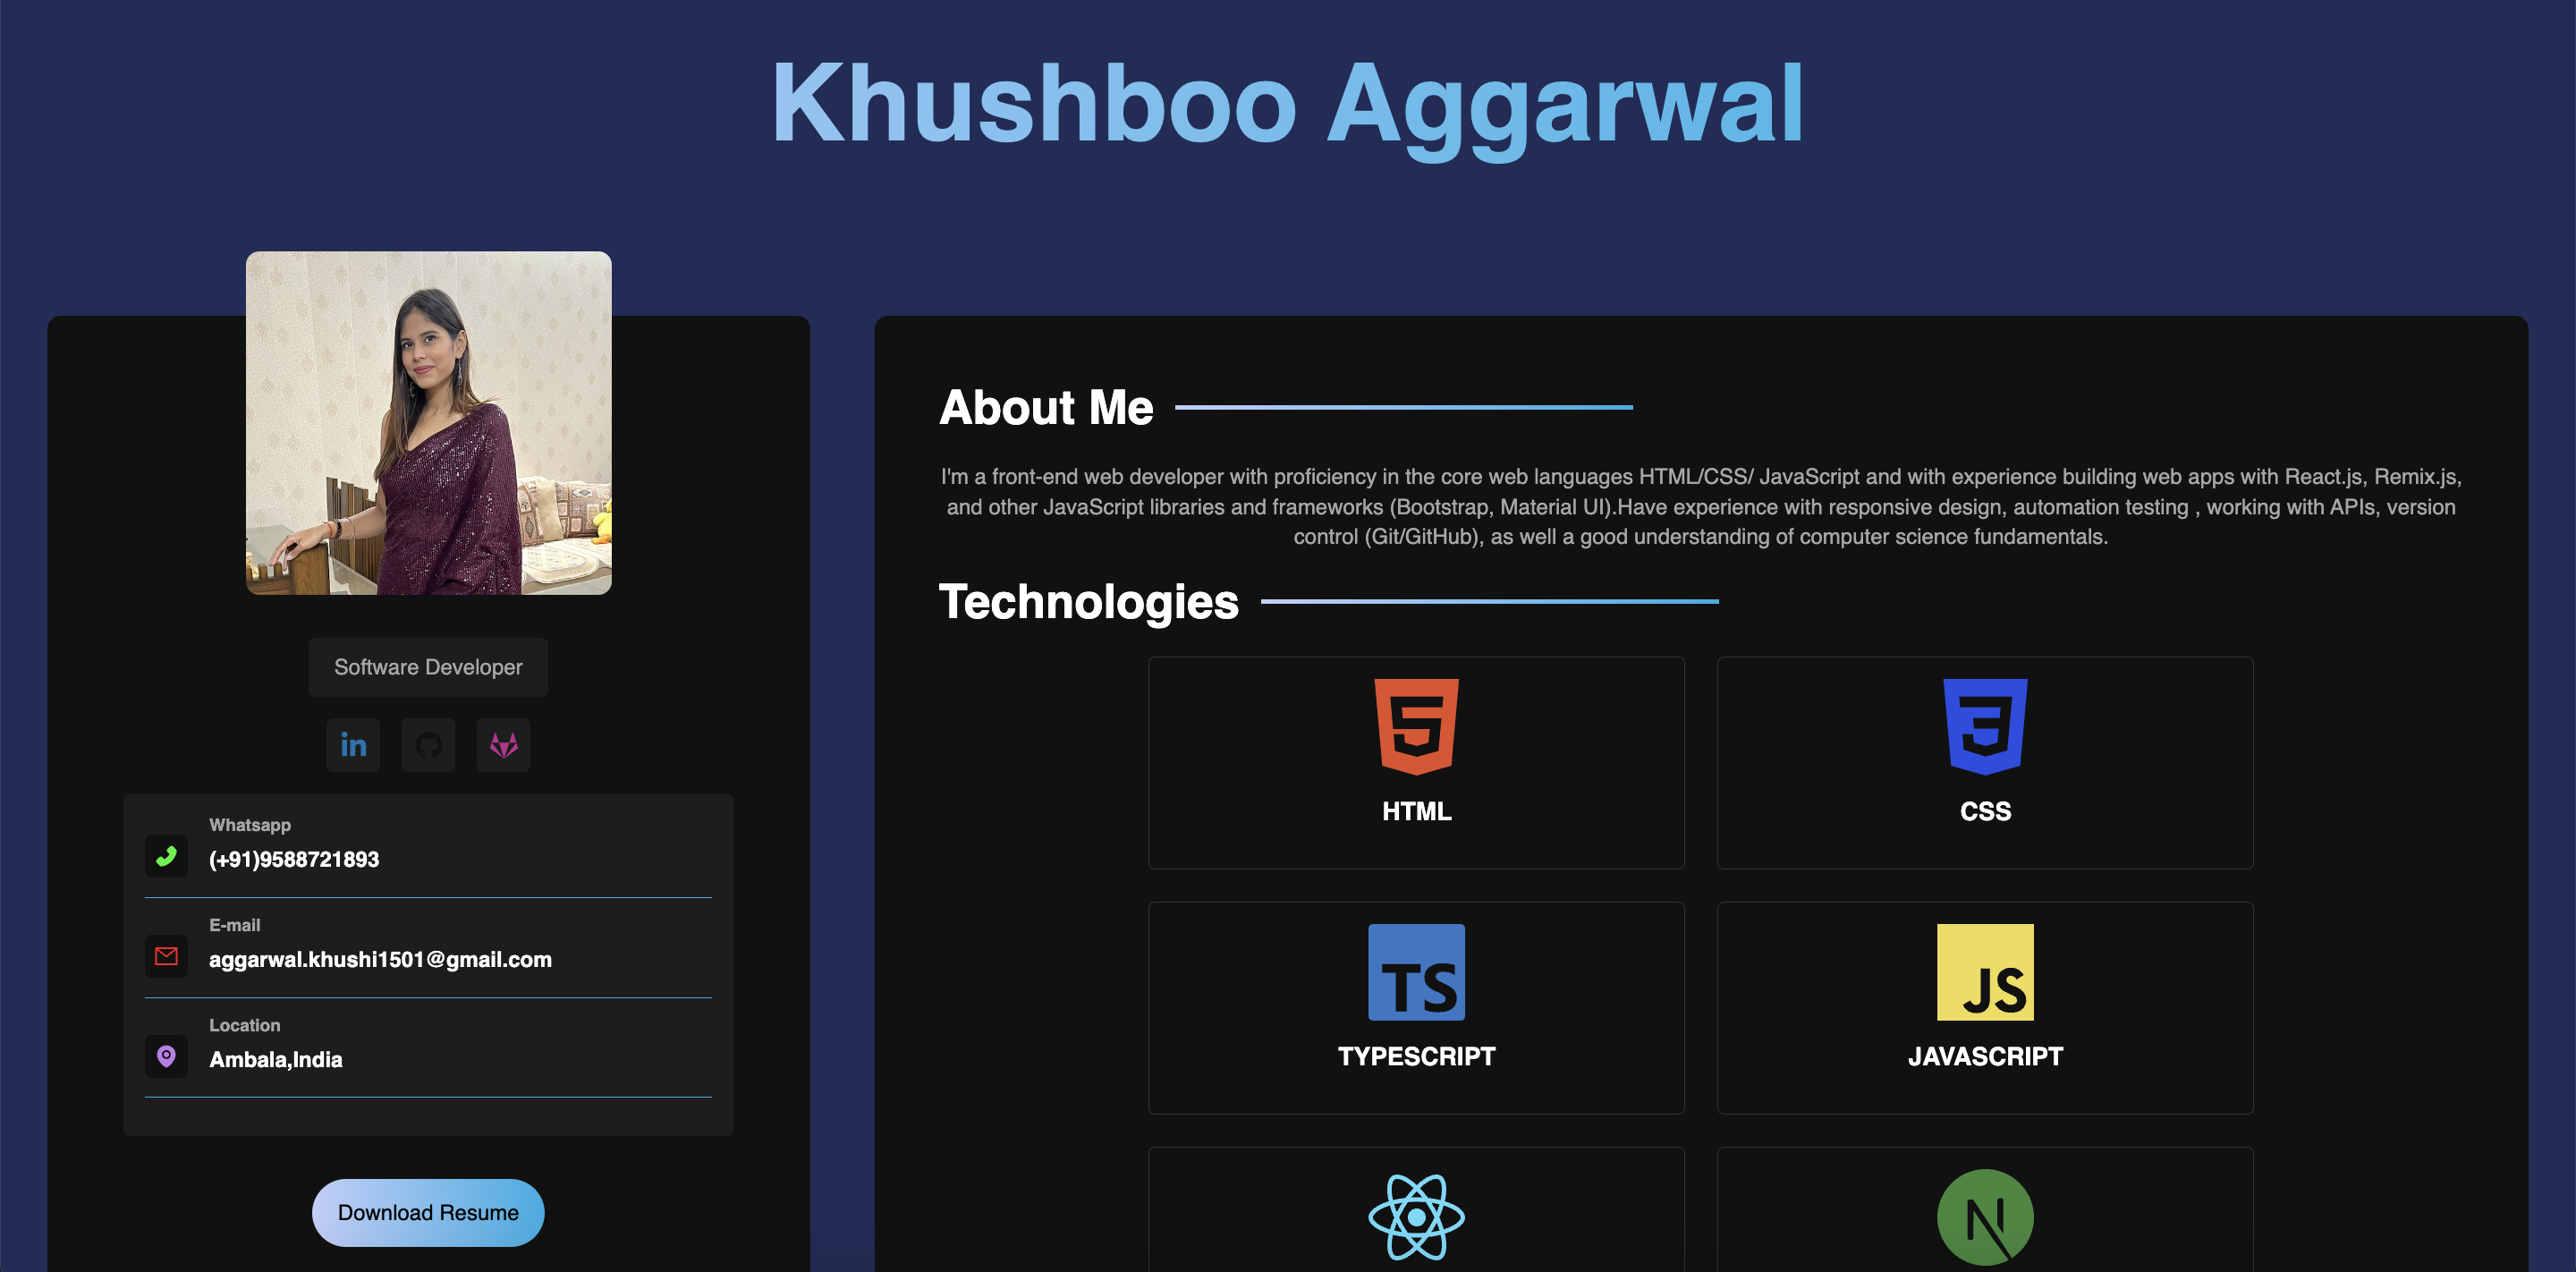 Khushboo Aggarwal
Software Developer
in
Whatsapp
(+91)9588721893
E-mail
aggarwal.khushi1501@gmail.com
Location
Ambala,India
Download Resume
About Me
I'm a front-end web developer with proficiency in the core web languages HTML/CSS/ JavaScript and with experience building web apps with React.js, Remix.js,
and other JavaScript libraries and frameworks (Bootstrap, Material UI).Have experience with responsive design, automation testing , working with APIs, version
control (Git/GitHub), as well a good understanding of computer science fundamentals.
Technologies
5
3
HTML
CSS
TS
JS
TYPESCRIPT
JAVASCRIPT
N